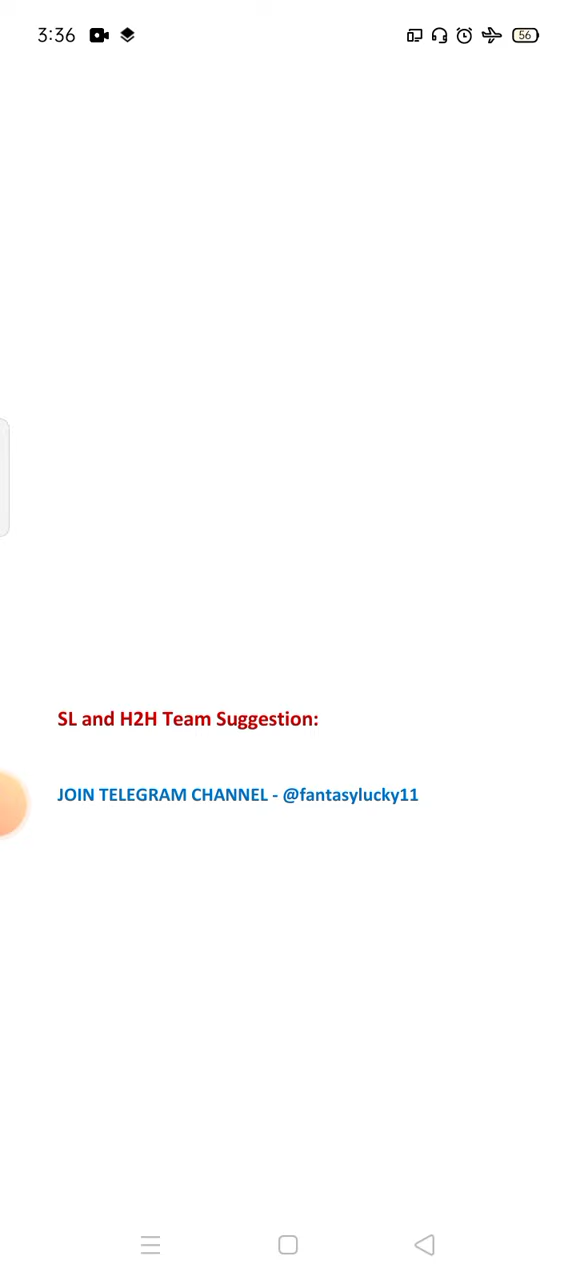 3:36
56
SL and H2H Team Suggestion:
JOIN TELEGRAM CHANNEL - @fantasylucky11